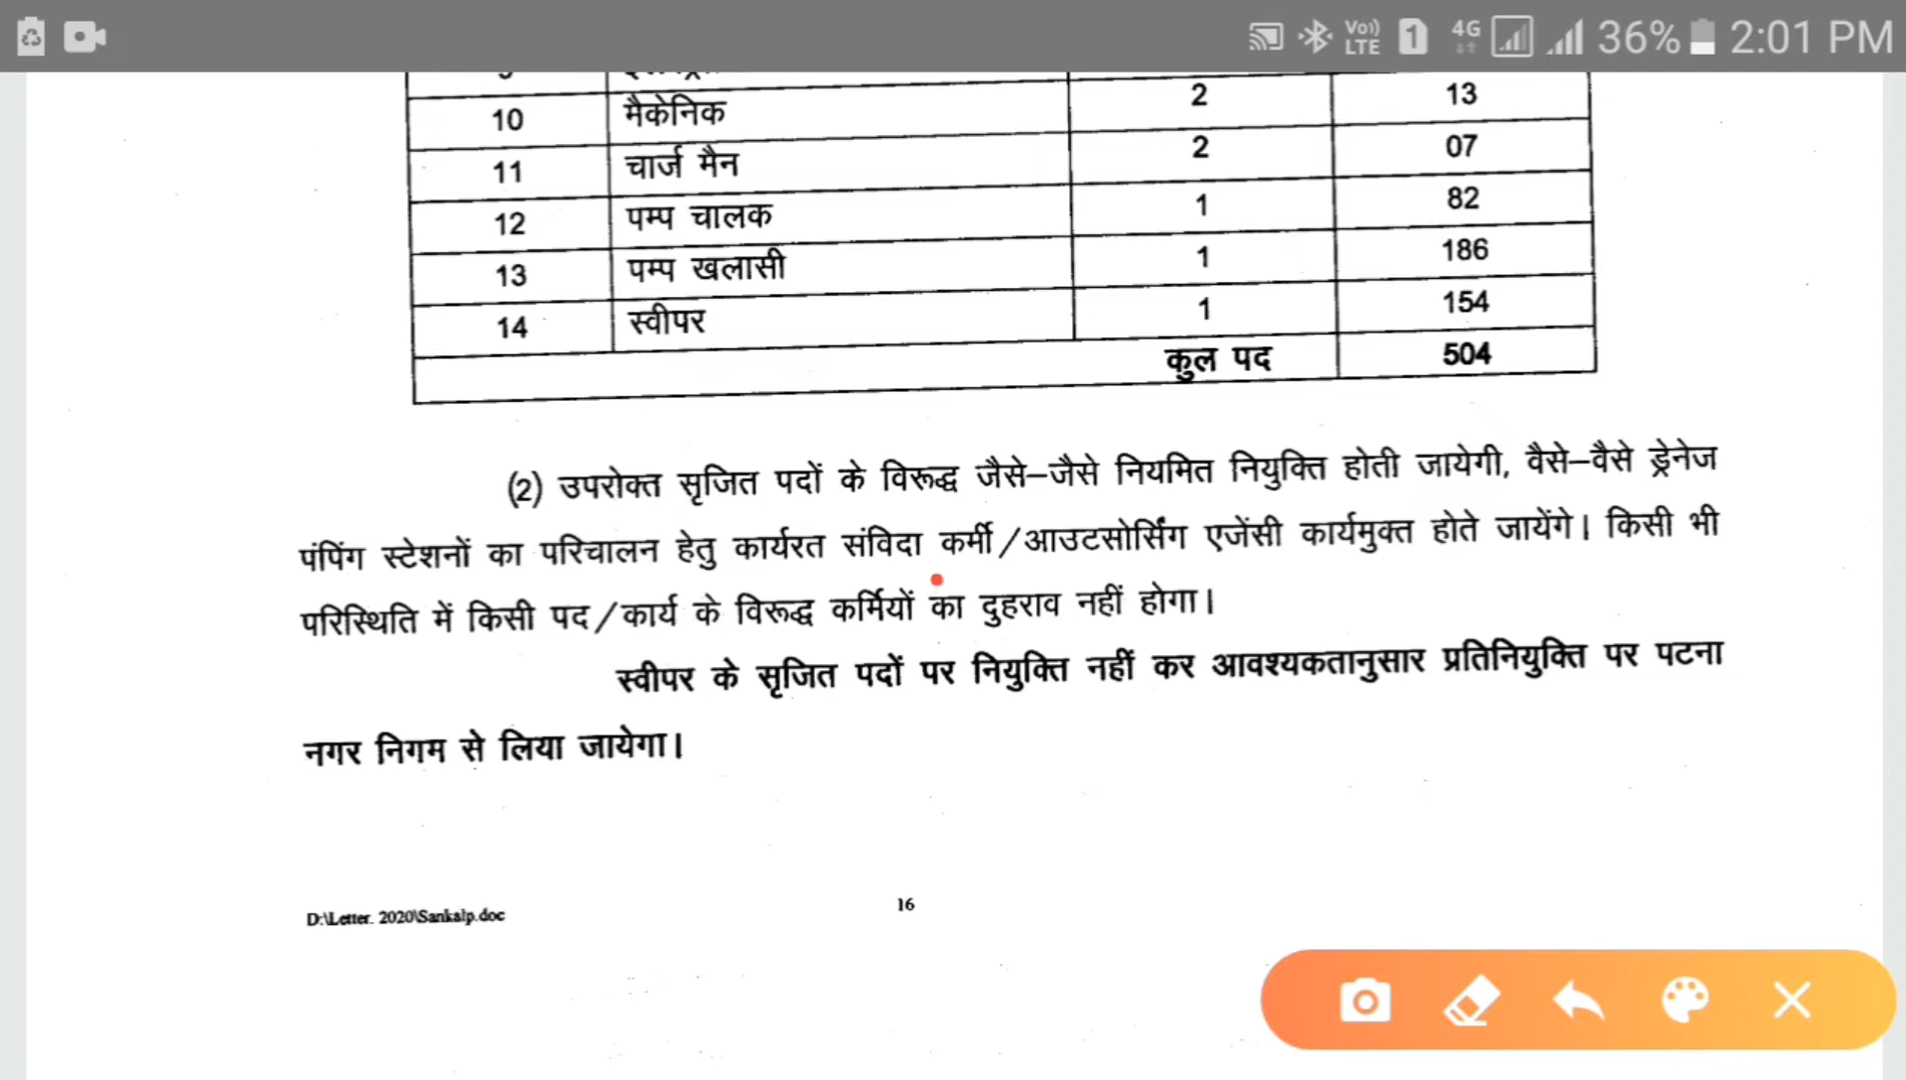 Vo)) LTE 1 4G 36% 2:01 PM
10 मैकेनिक 2 13
11 चार्ज मैन 2 07
12 पम्प चालक 1 82
13 पम्प खलासी 1 186
14 स्वीपर 1 154
कुल पद 504
(2) उपरोक्त सृजित पदों के विरूद्ध जैसे–जैसे नियमित नियुक्ति होती जायेगी, वैसे–वैसे ड्रेनेज
पंपिंग स्टेशनों का परिचालन हेतु कार्यरत संविदा कर्मी/आउटसोर्सिंग एजेंसी कार्यमुक्त होते जायेंगे। किसी भी
परिस्थिति में किसी पद/कार्य के विरूद्ध कर्मियों का दुहराव नहीं होगा।
स्वीपर के सृजित पदों पर नियुक्ति नहीं कर आवश्यकतानुसार प्रतिनियुक्ति पर पटना
नगर निगम से लिया जायेगा।
D:\Letter. 2020\Sankalp.doc 16